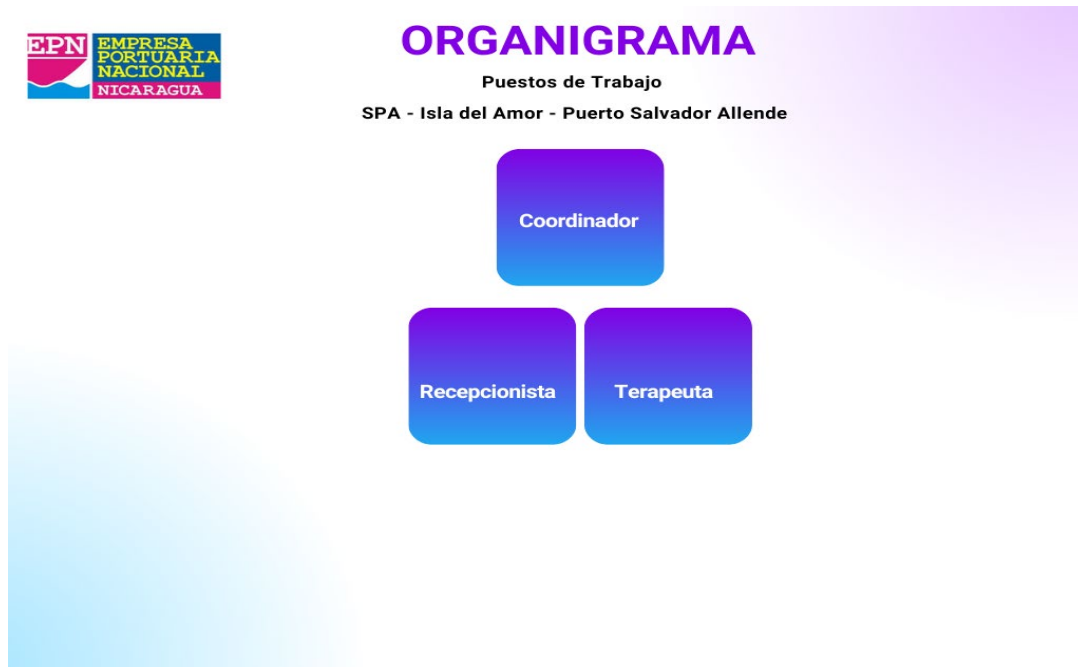 EPN
EMPRESA
PORTUARIA
NACIONAL
NICARAGUA
ORGANIGRAMA
Puestos de Trabajo
SPA - Isla del Amor - Puerto Salvador Allende
Coordinador
Recepcionista
Terapeuta